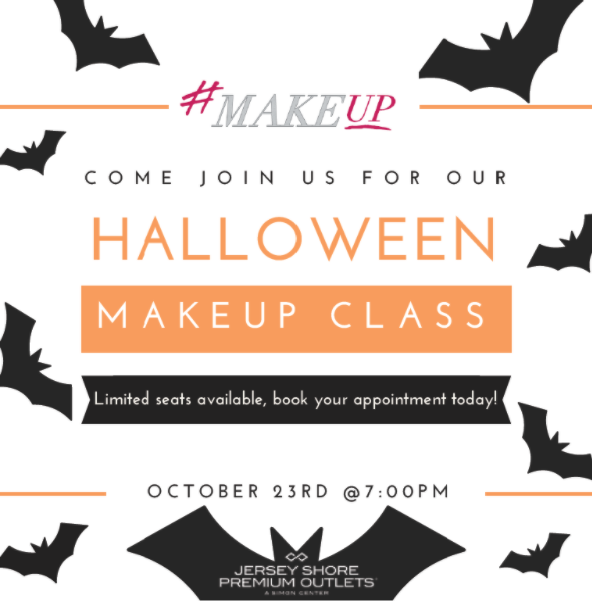 #MAKEUP
COME JOIN US FOR OUR
HALLOWEEN
MAKEUP CLASS
Limited seats available, book your appointment today!
OCTOBER 23RD @7:00PM
JERSEY SHORE
PREMIUM OUTLETS
A SIMON CENTER